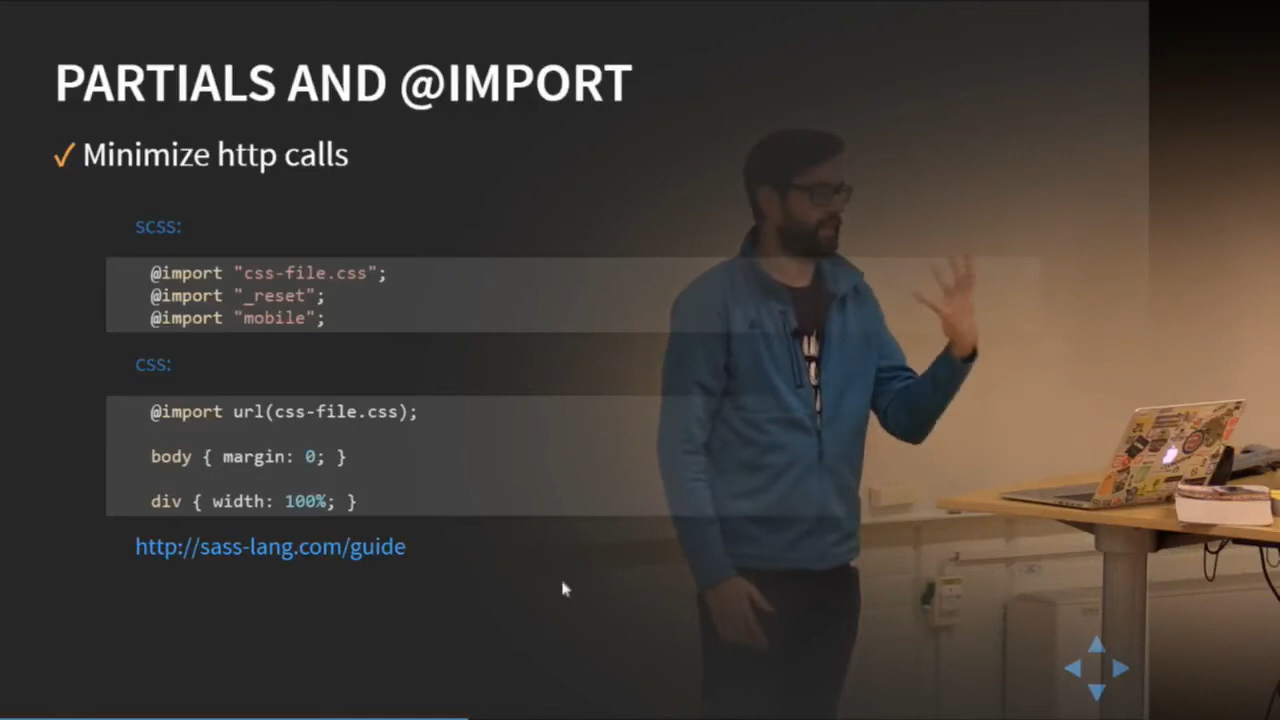 PARTIALS AND @IMPORT
✓ Minimize http calls
scss:
@import "css-file.css";
@import "_reset";
@import "mobile";
css:
@import url(css-file.css);
body { margin: 0; }
div { width: 100%; }
http://sass-lang.com/guide